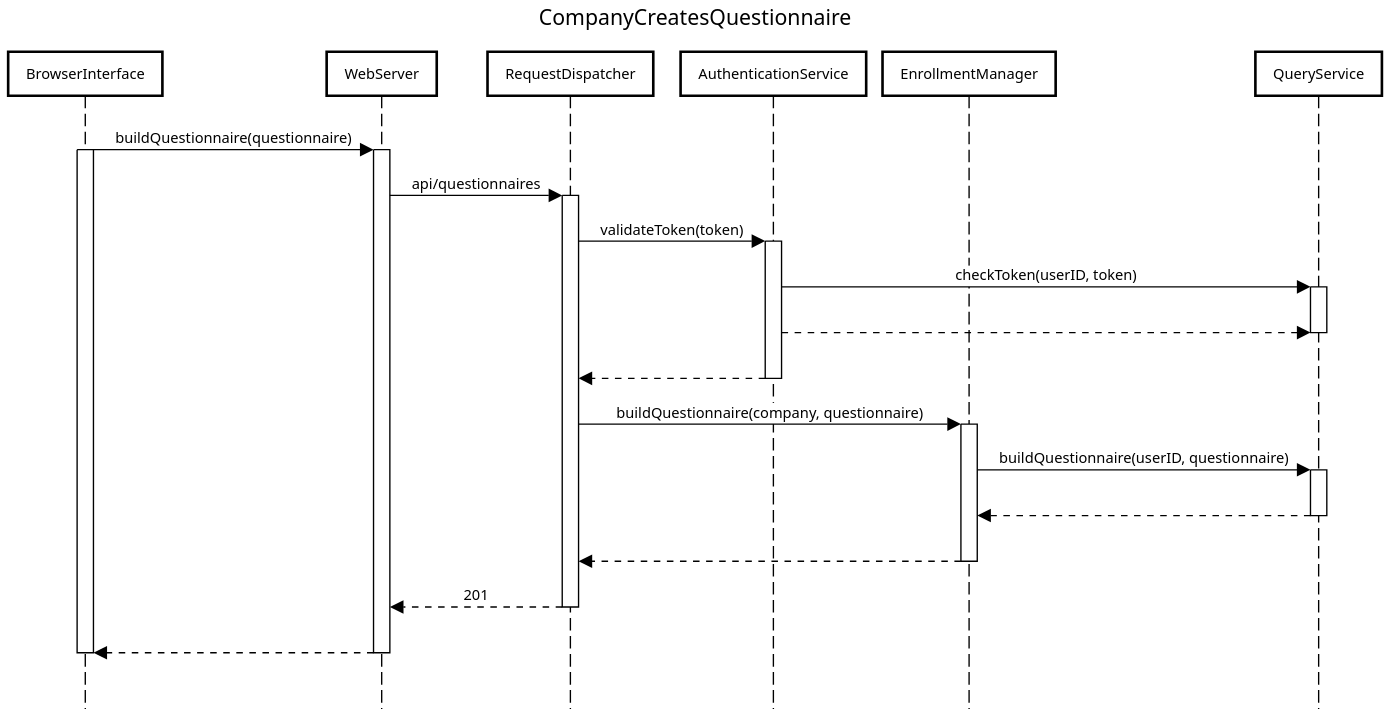 CompanyCreatesQuestionnaire
BrowserInterface
WebServer
RequestDispatcher
AuthenticationService
EnrollmentManager
QueryService
buildQuestionnaire(questionnaire)
api/questionnaires
validateToken(token)
checkToken(userID, token)
buildQuestionnaire(company, questionnaire)
buildQuestionnaire(userID, questionnaire)
201